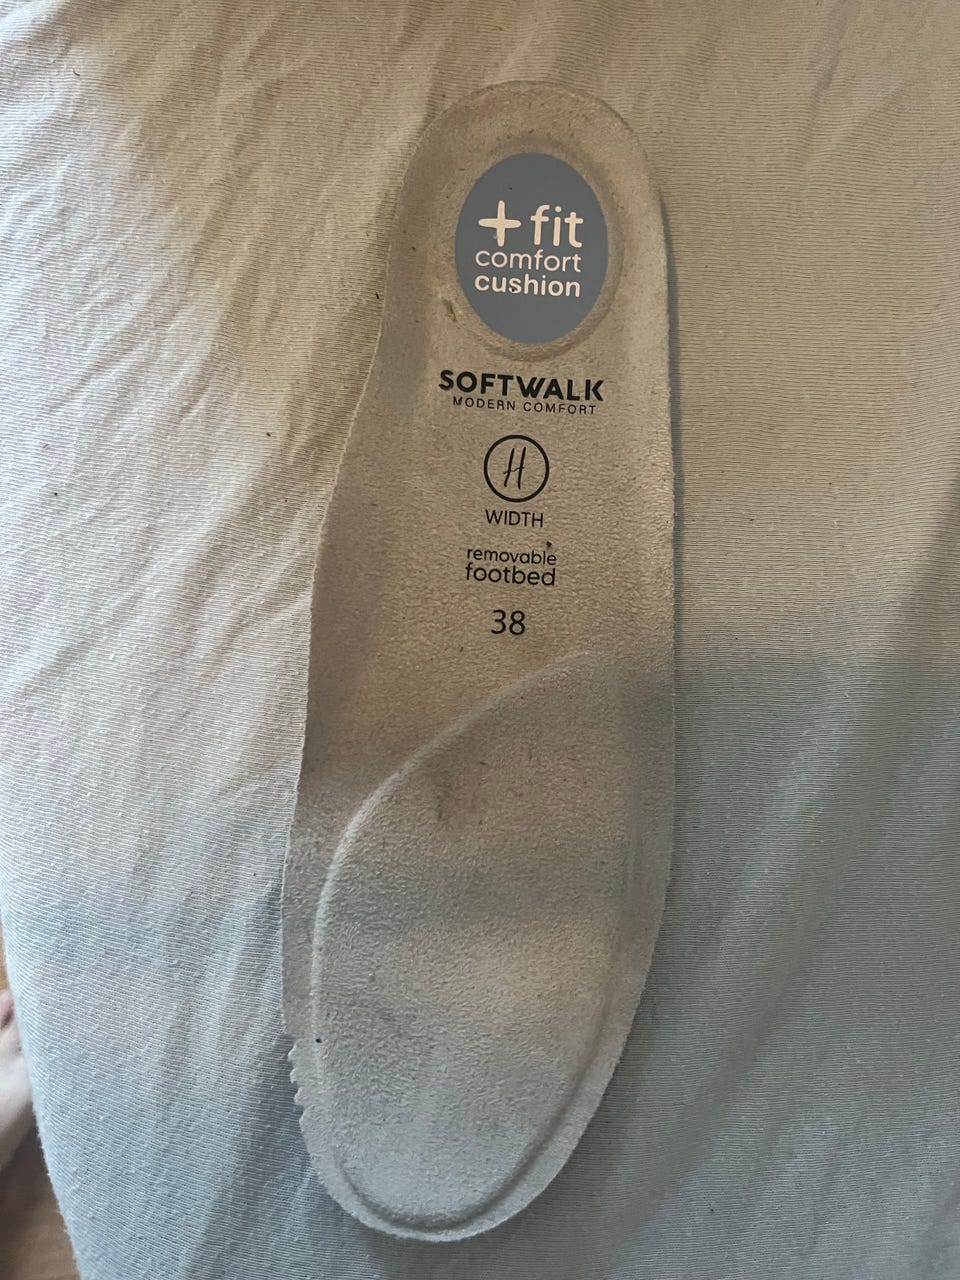 + fit
comfort
cushion
SOFTWALK
MODERN COMFORT
H
WIDTH
removable
footbed
38